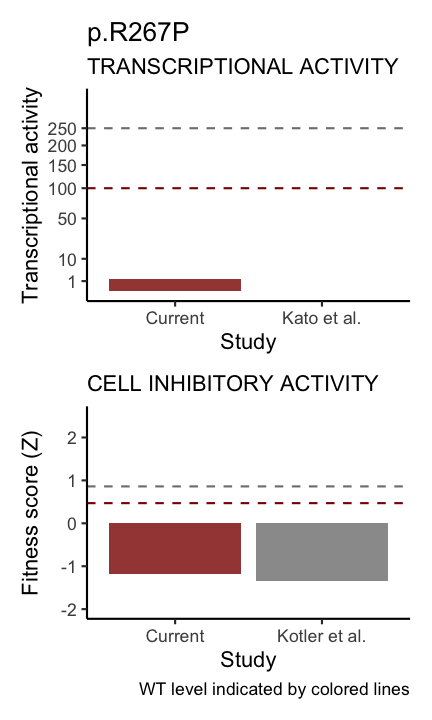 p.R267P
TRANSCRIPTIONAL ACTIVITY
Transcriptional activity
250
200
150
100
50
10
1
Current
Kato et al.
Study
CELL INHIBITORY ACTIVITY
Fitness score (Z)
2
1
0
-1
-2
Current
Kotler et al.
Study
WT level indicated by colored lines